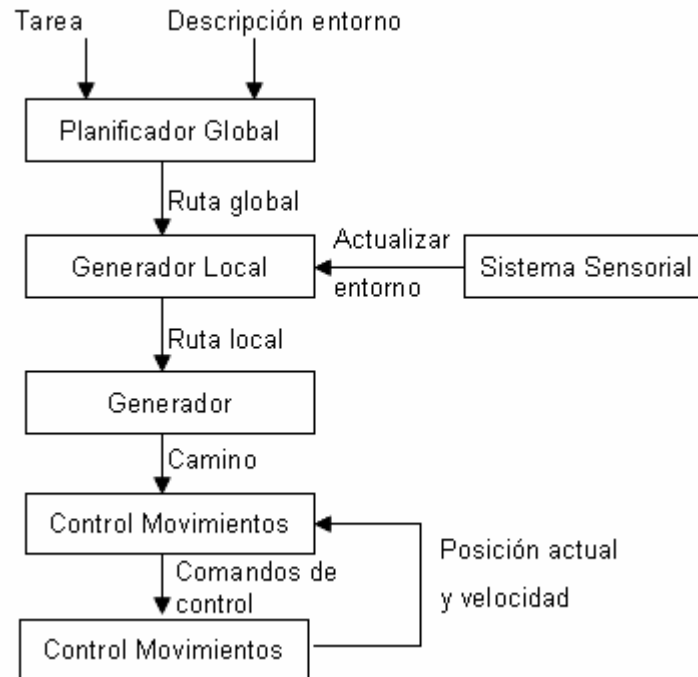 Tarea
Descripción entorno
Planificador Global
Ruta global
Generador Local
Actualizar
entorno
Sistema Sensorial
Ruta local
Generador
Camino
Control Movimientos
Comandos de
control
Posición actual
y velocidad
Control Movimientos